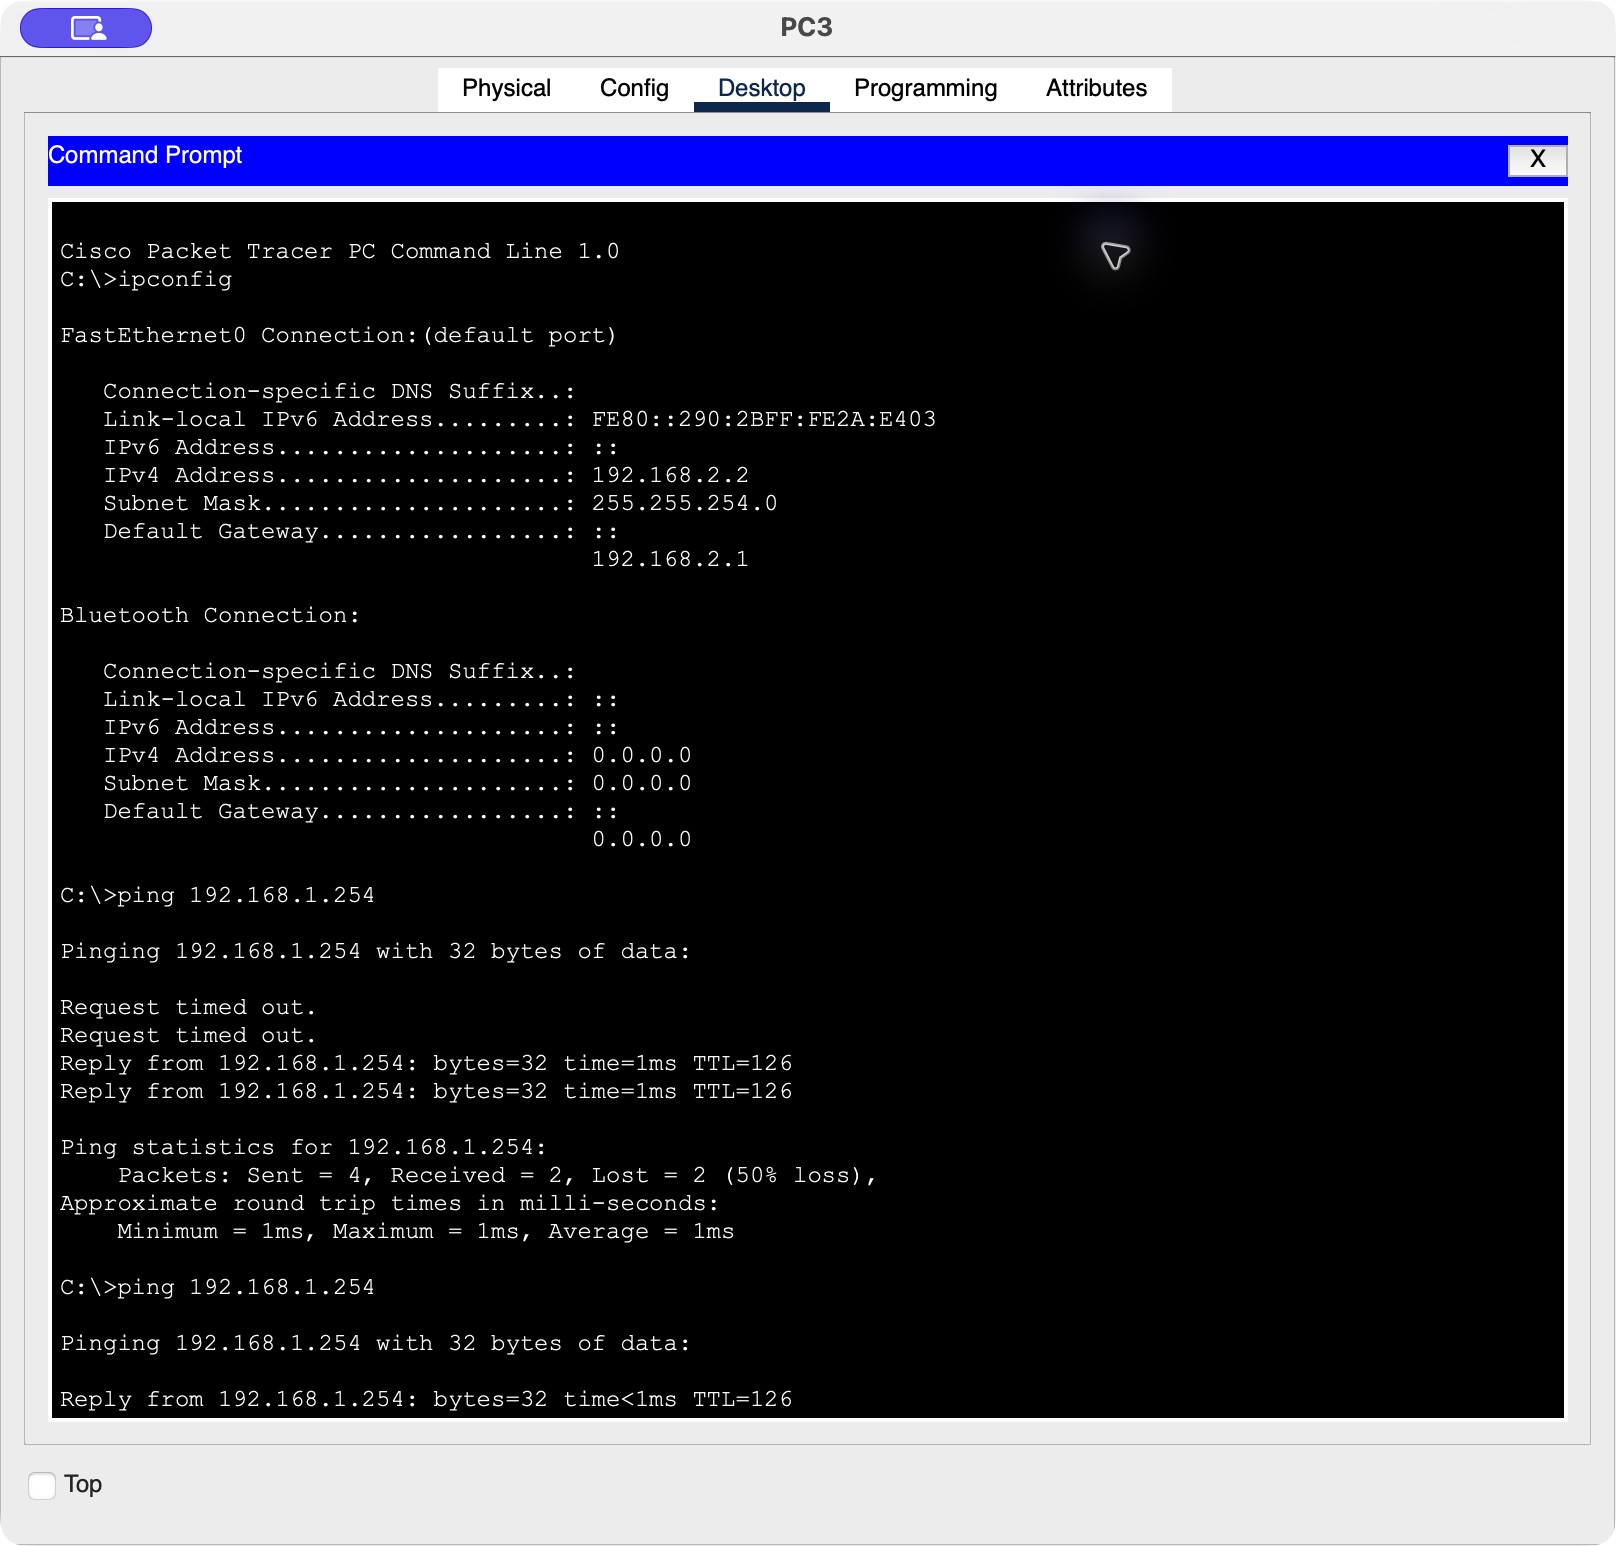 PC3
Physical Config Desktop Programming Attributes
Command Prompt
X
Cisco Packet Tracer PC Command Line 1.0
C:\>ipconfig
FastEthernet0 Connection:(default port)
Connection-specific DNS Suffix..:
Link-local IPv6 Address.........: FE80::290:2BFF:FE2A:E403
IPv6 Address....................: ::
IPv4 Address....................: 192.168.2.2
Subnet Mask.....................: 255.255.254.0
Default Gateway.................: ::
192.168.2.1
Bluetooth Connection:
Connection-specific DNS Suffix..:
Link-local IPv6 Address.........: ::
IPv6 Address....................: ::
IPv4 Address....................: 0.0.0.0
Subnet Mask.....................: 0.0.0.0
Default Gateway.................: ::
0.0.0.0
C:\>ping 192.168.1.254
Pinging 192.168.1.254 with 32 bytes of data:
Request timed out.
Request timed out.
Reply from 192.168.1.254: bytes=32 time=1ms TTL=126
Reply from 192.168.1.254: bytes=32 time=1ms TTL=126
Ping statistics for 192.168.1.254:
Packets: Sent = 4, Received = 2, Lost = 2 (50% loss),
Approximate round trip times in milli-seconds:
Minimum = 1ms, Maximum = 1ms, Average = 1ms
C:\>ping 192.168.1.254
Pinging 192.168.1.254 with 32 bytes of data:
Reply from 192.168.1.254: bytes=32 time<1ms TTL=126
Top